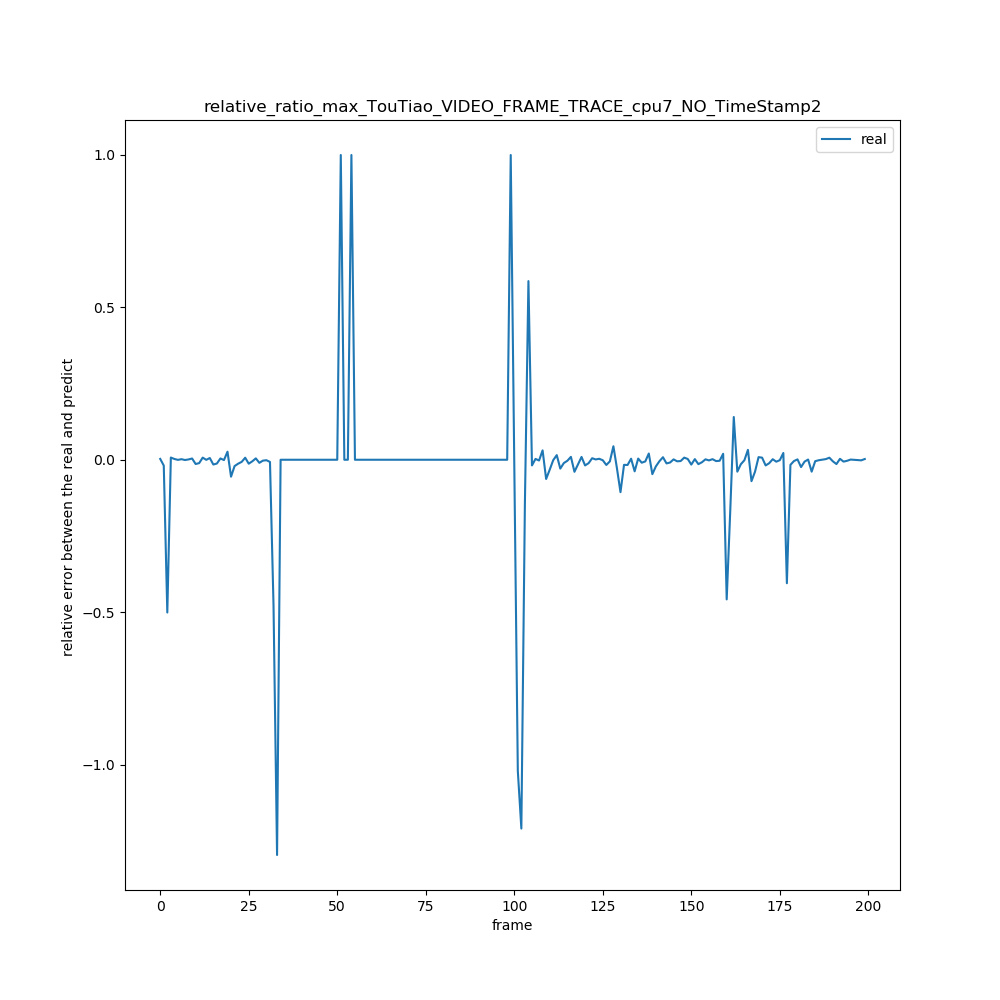 relative_ratio_max_TouTiao_VIDEO_FRAME_TRACE_cpu7_NO_TimeStamp2
real
1.0
0.5
0.0
−0.5
−1.0
relative error between the real and predict
0 25 50 75 100 125 150 175 200
frame